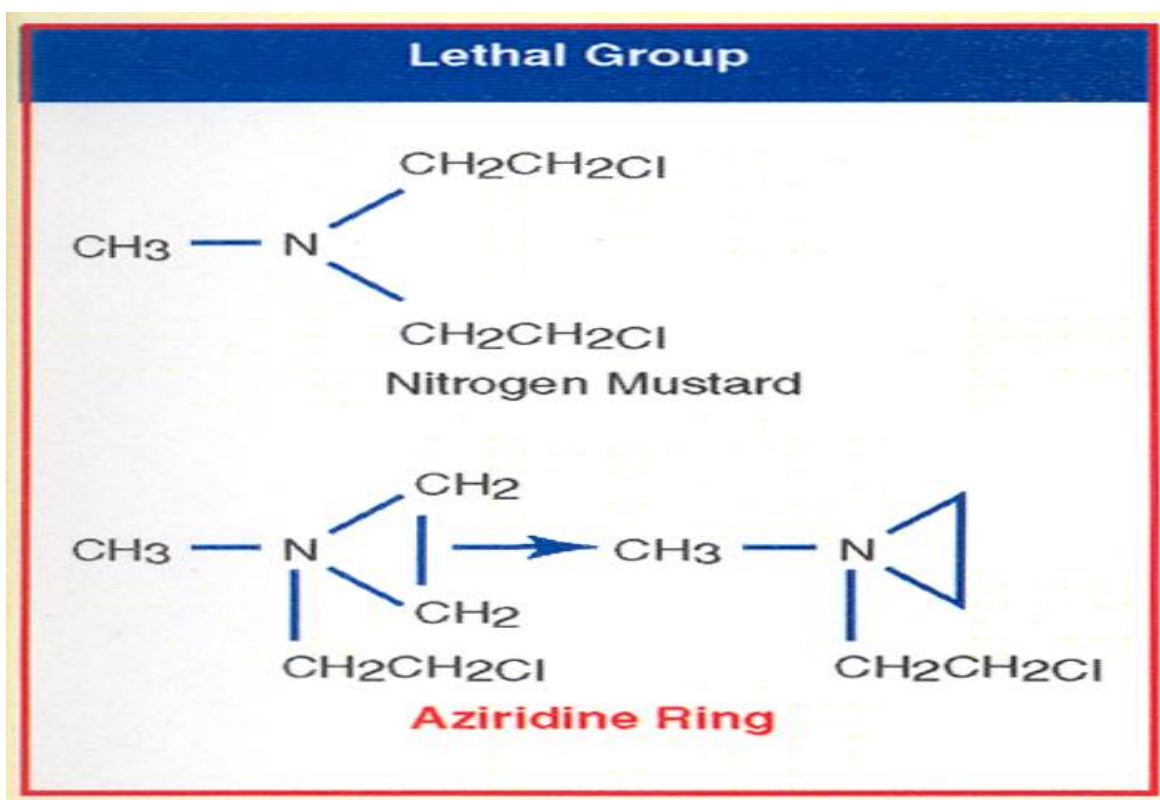 Lethal Group
CH2CH2Cl
CH3 N
CH2CH2Cl
Nitrogen Mustard
CH2
CH3 N CH3 N
CH2
CH2CH2Cl CH2CH2Cl
Aziridine Ring